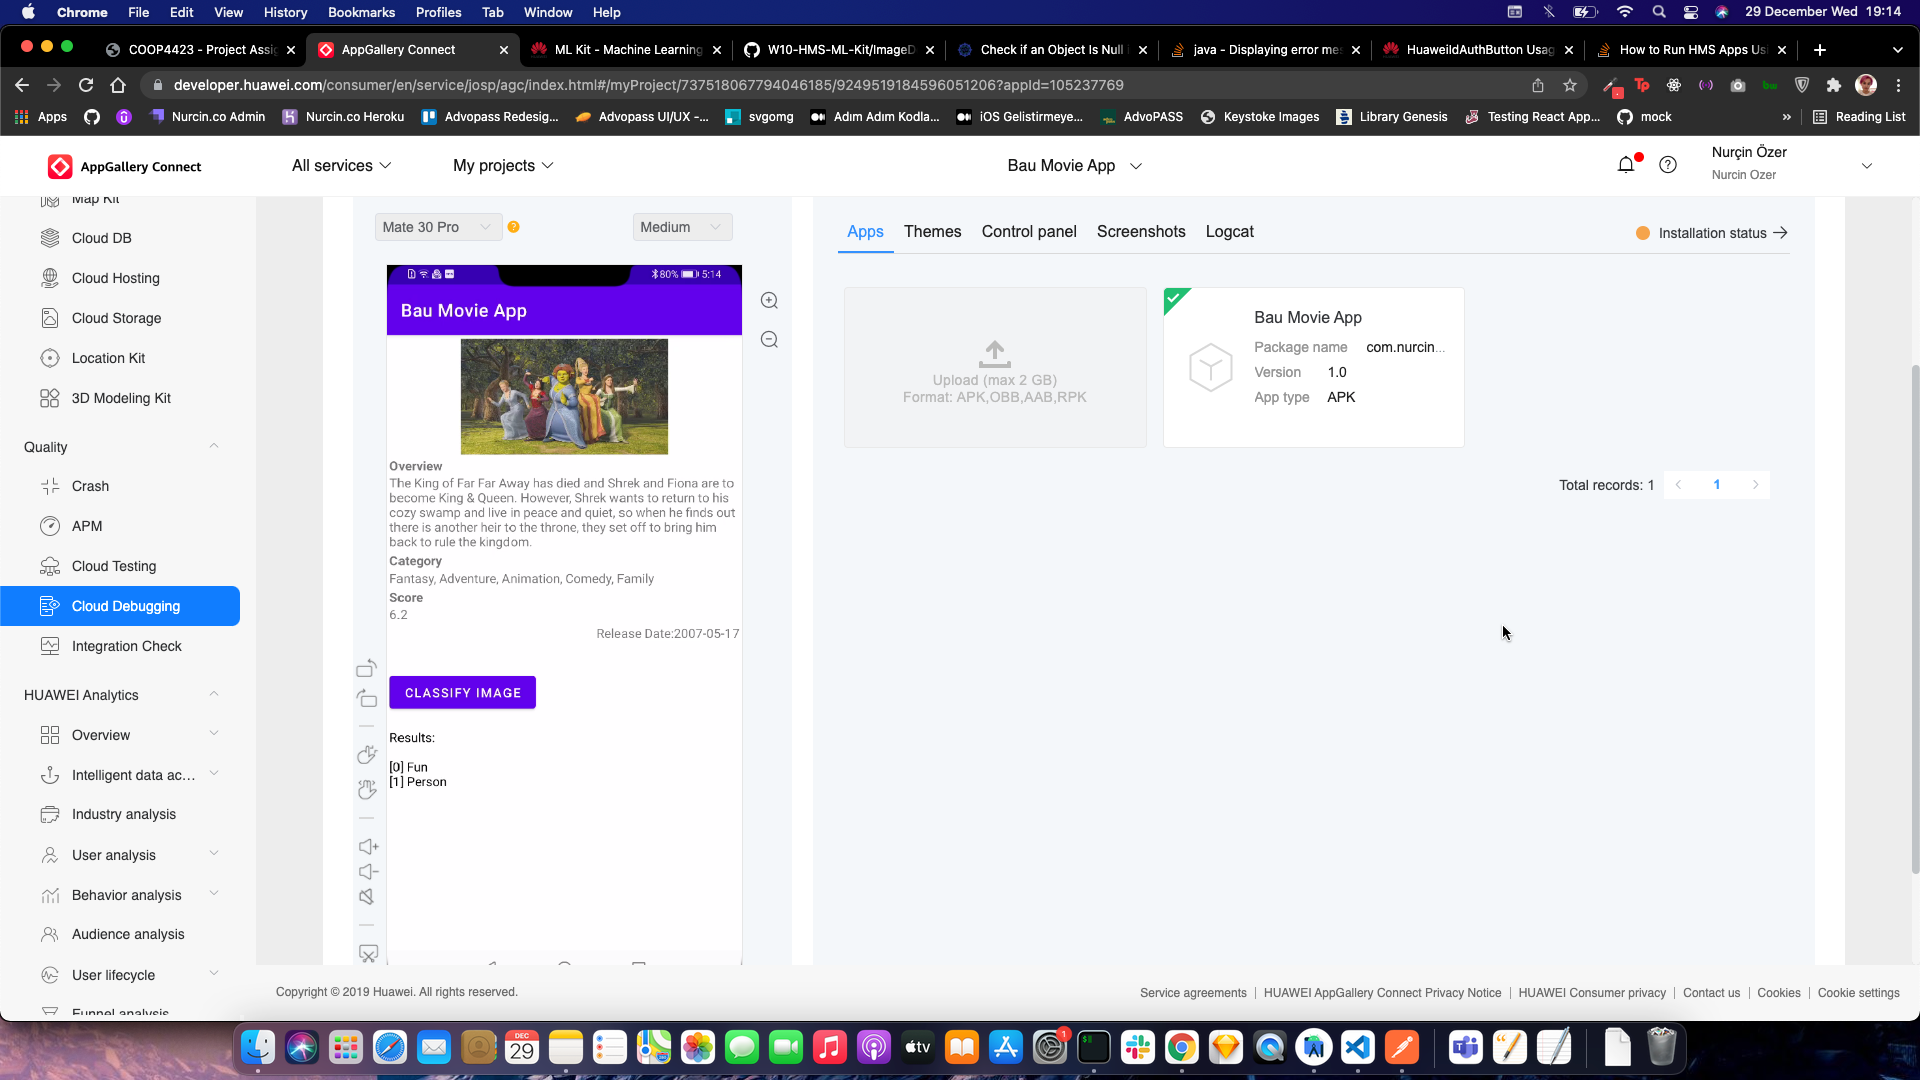 Chrome File Edit View History Bookmarks Profiles Tab Window Help 29 December Wed 19:14
COOP4423 - Project Assig AppGallery Connect ML Kit - Machine Learning W10-HMS-ML-Kit/ImageD Check if an Object Is Null java - Displaying error mes HuaweiIdAuthButton Usag How to Run HMS Apps Usi
developer.huawei.com/consumer/en/service/josp/agc/index.html#/myProject/737518067794046185/9249519184596051206?appId=105237769
Apps Nurcin.co Admin Nurcin.co Heroku Advopass Redesig... Advopass UI/UX -... svgomg Adım Adım Kodla... iOS Gelistirmeye... AdvoPASS Keystoke Images Library Genesis Testing React App... mock » Reading List
AppGallery Connect All services My projects Bau Movie App Nurçin Özer
Nurcin Ozer
Map Kit
Cloud DB
Cloud Hosting
Cloud Storage
Location Kit
3D Modeling Kit
Quality
Crash
APM
Cloud Testing
Cloud Debugging
Integration Check
HUAWEI Analytics
Overview
Intelligent data ac...
Industry analysis
User analysis
Behavior analysis
Audience analysis
User lifecycle
Funnel analysis
Mate 30 Pro Medium
80% 5:14
Bau Movie App
Overview
The King of Far Far Away has died and Shrek and Fiona are to
become King & Queen. However, Shrek wants to return to his
cozy swamp and live in peace and quiet, so when he finds out
there is another heir to the throne, they set off to bring him
back to rule the kingdom.
Category
Fantasy, Adventure, Animation, Comedy, Family
Score
6.2
Release Date:2007-05-17
CLASSIFY IMAGE
Results:
[0] Fun
[1] Person
Apps Themes Control panel Screenshots Logcat Installation status
Upload (max 2 GB)
Format: APK,OBB,AAB,RPK
Bau Movie App
Package name com.nurcin...
Version 1.0
App type APK
Total records: 1 < 1 >
Copyright © 2019 Huawei. All rights reserved. Service agreements | HUAWEI AppGallery Connect Privacy Notice | HUAWEI Consumer privacy | Contact us | Cookies | Cookie settings
DEC
29
tv
1